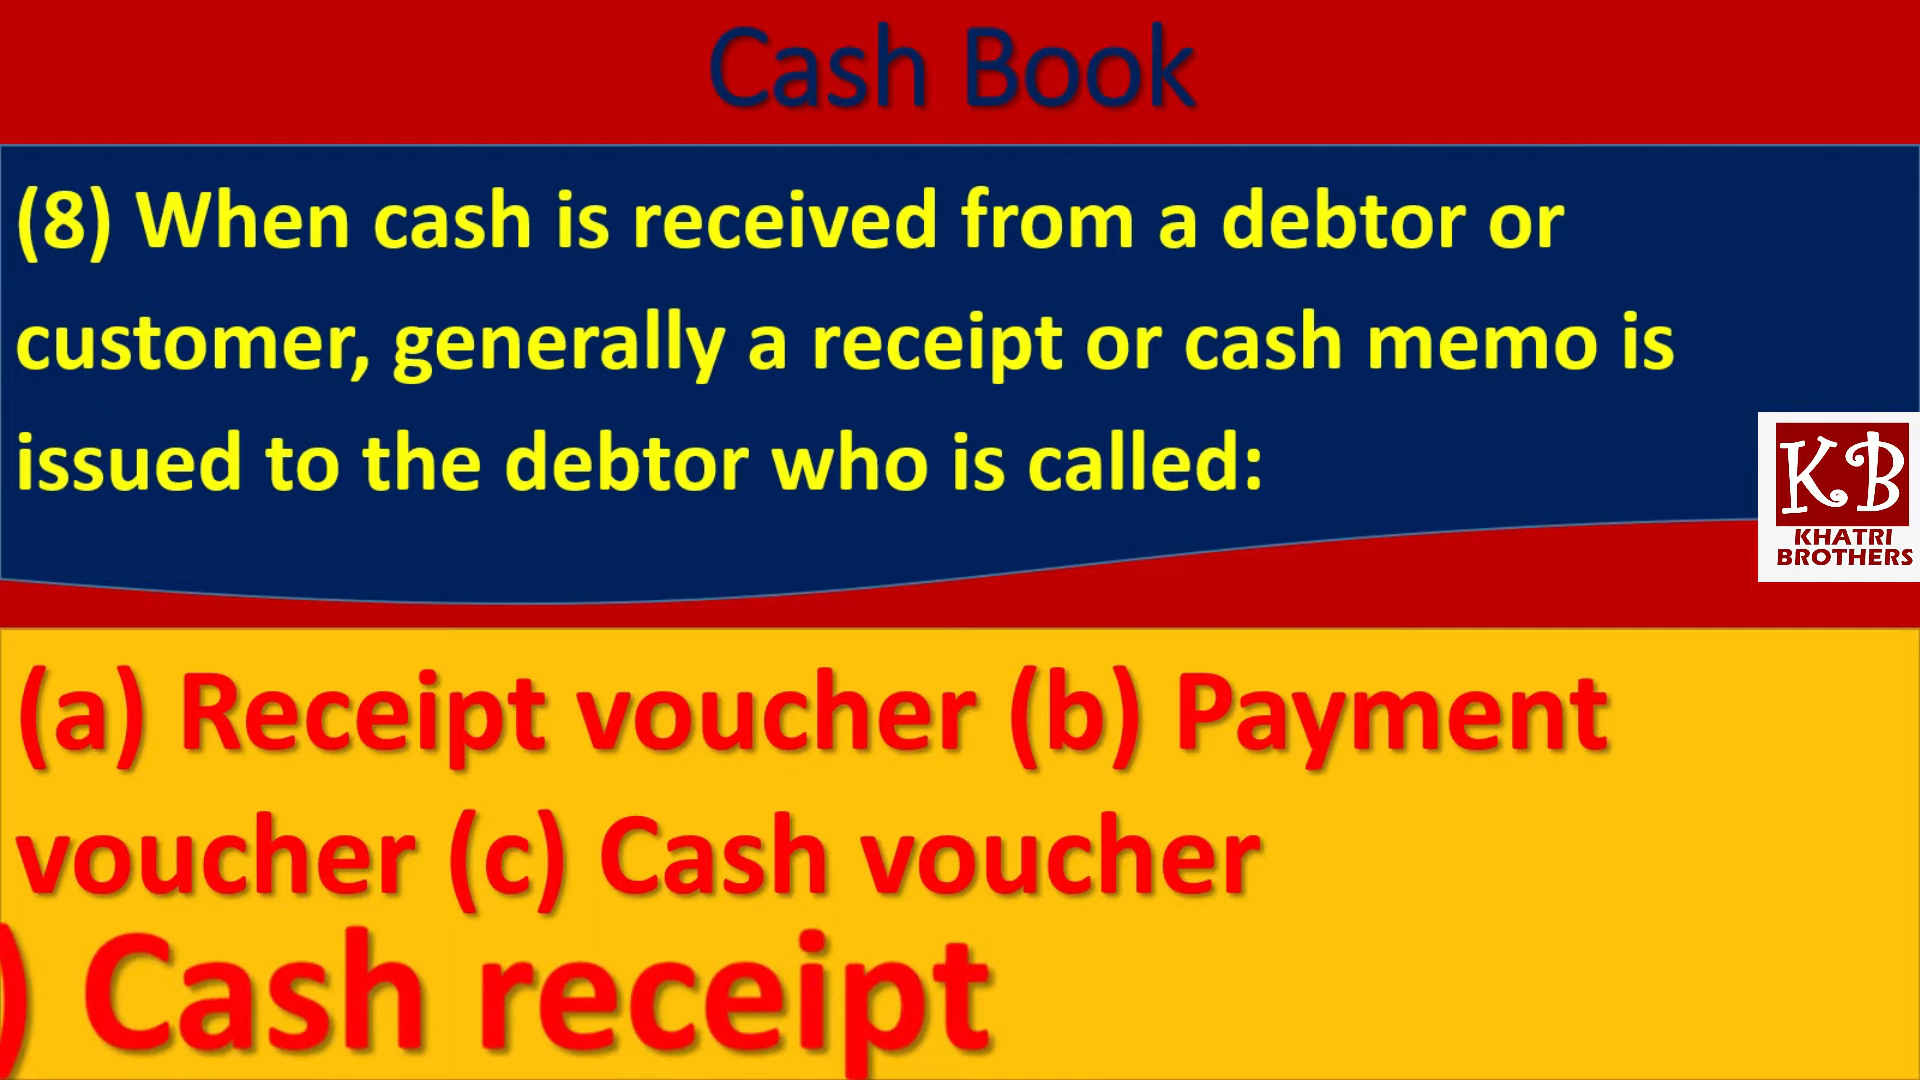 Cash Book
(8) When cash is received from a debtor or
customer, generally a receipt or cash memo is
issued to the debtor who is called:
KB
KHATRI
BROTHERS
(a) Receipt voucher (b) Payment
voucher (c) Cash voucher
) Cash receipt